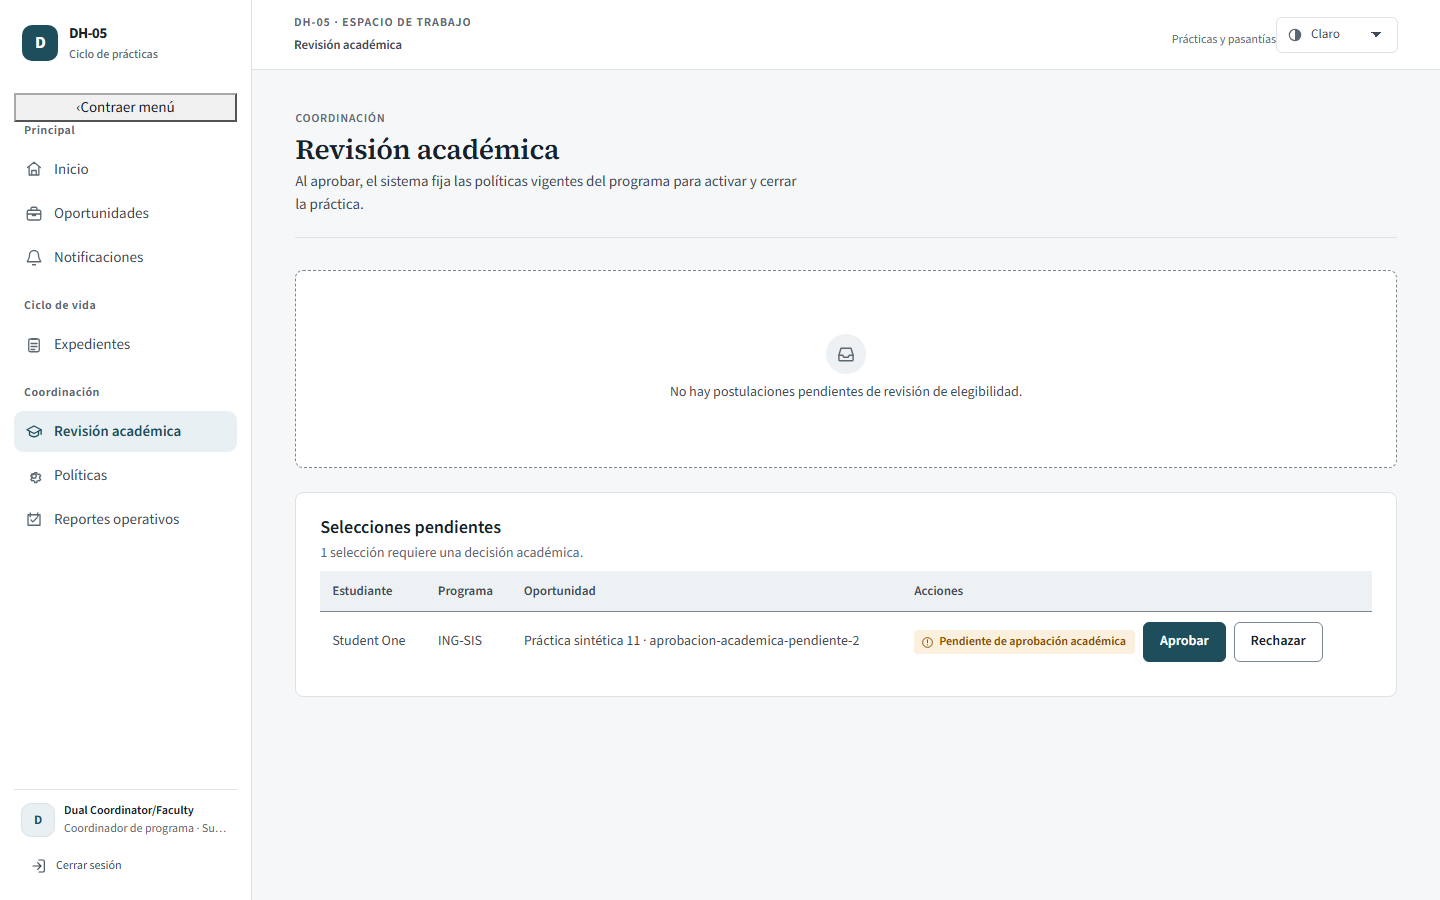 D
DH-05
Ciclo de prácticas
‹Contraer menú
Principal
Inicio
Oportunidades
Notificaciones
Ciclo de vida
Expedientes
Coordinación
Revisión académica
Políticas
Reportes operativos
D
Dual Coordinator/Faculty
Coordinador de programa · Su…
Cerrar sesión
DH-05 · ESPACIO DE TRABAJO
Revisión académica
Prácticas y pasantías
Claro
COORDINACIÓN
Revisión académica
Al aprobar, el sistema fija las políticas vigentes del programa para activar y cerrar
la práctica.
No hay postulaciones pendientes de revisión de elegibilidad.
Selecciones pendientes
1 selección requiere una decisión académica.
Estudiante Programa Oportunidad Acciones
Student One ING-SIS Práctica sintética 11 · aprobacion-academica-pendiente-2 Pendiente de aprobación académica Aprobar Rechazar